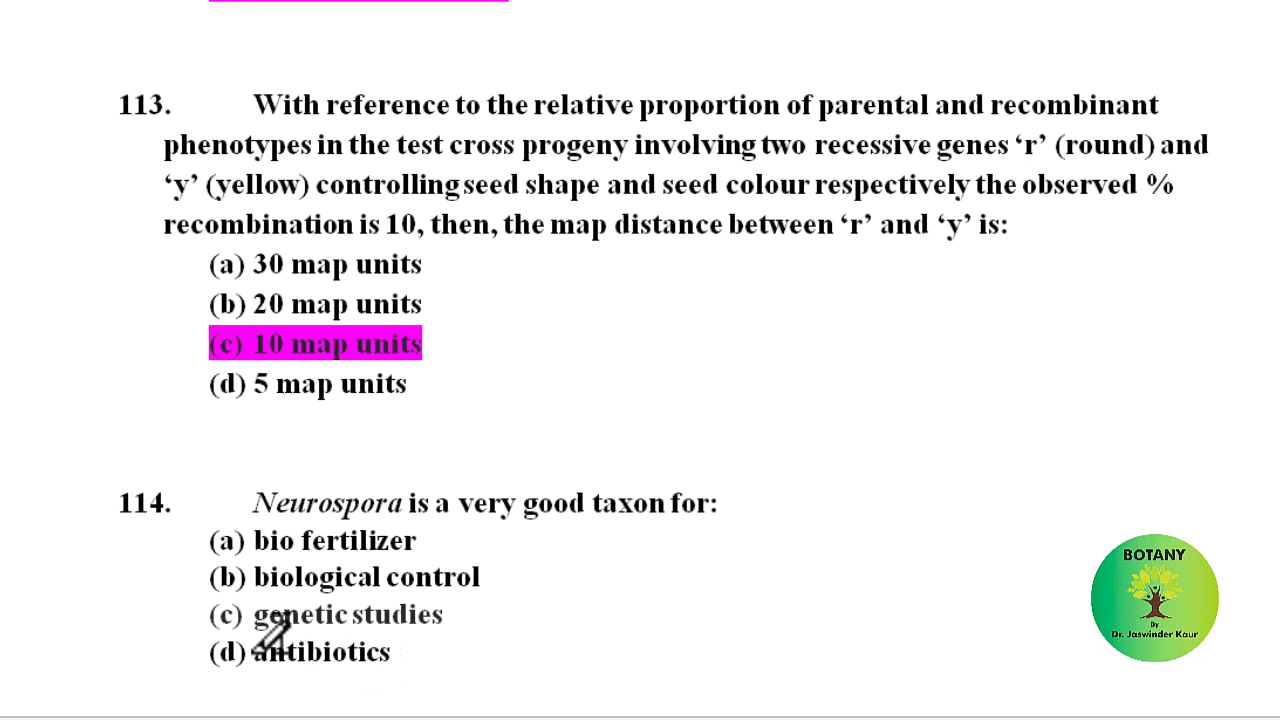 113. With reference to the relative proportion of parental and recombinant
phenotypes in the test cross progeny involving two recessive genes ‘r’ (round) and
‘y’ (yellow) controlling seed shape and seed colour respectively the observed %
recombination is 10, then, the map distance between ‘r’ and ‘y’ is:
(a) 30 map units
(b) 20 map units
(c) 10 map units
(d) 5 map units
114. Neurospora is a very good taxon for:
(a) bio fertilizer
(b) biological control
(c) genetic studies
(d) antibiotics
BOTANY
By
Dr. Jaswinder Kaur